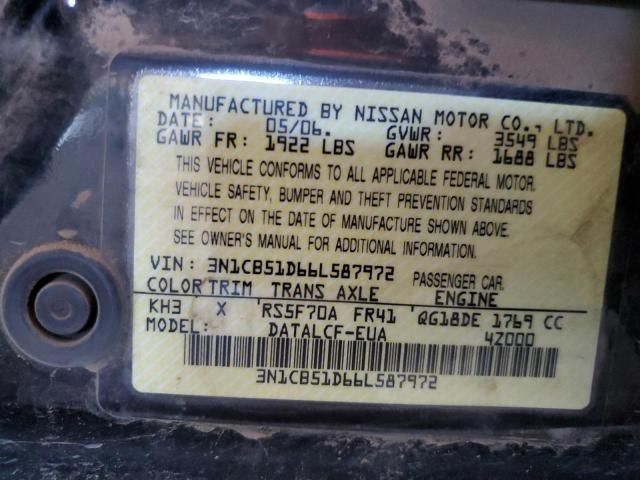 MANUFACTURED BY NISSAN MOTOR CO., LTD.
DATE: 05/06. GVWR: 3549 LBS
GAWR FR: 1922 LBS GAWR RR: 1688 LBS
THIS VEHICLE CONFORMS TO ALL APPLICABLE FEDERAL MOTOR
VEHICLE SAFETY, BUMPER AND THEFT PREVENTION STANDARDS
IN EFFECT ON THE DATE OF MANUFACTURE SHOWN ABOVE.
SEE OWNER'S MANUAL FOR ADDITIONAL INFORMATION.
VIN: 3N1CB51D66L587972 PASSENGER CAR.
COLOR TRIM TRANS AXLE ENGINE
KH3 X RS5F70A FR41 QG18DE 1769 CC
MODEL: DATALCF-EUA 4Z000
3N1CB51D66L587972